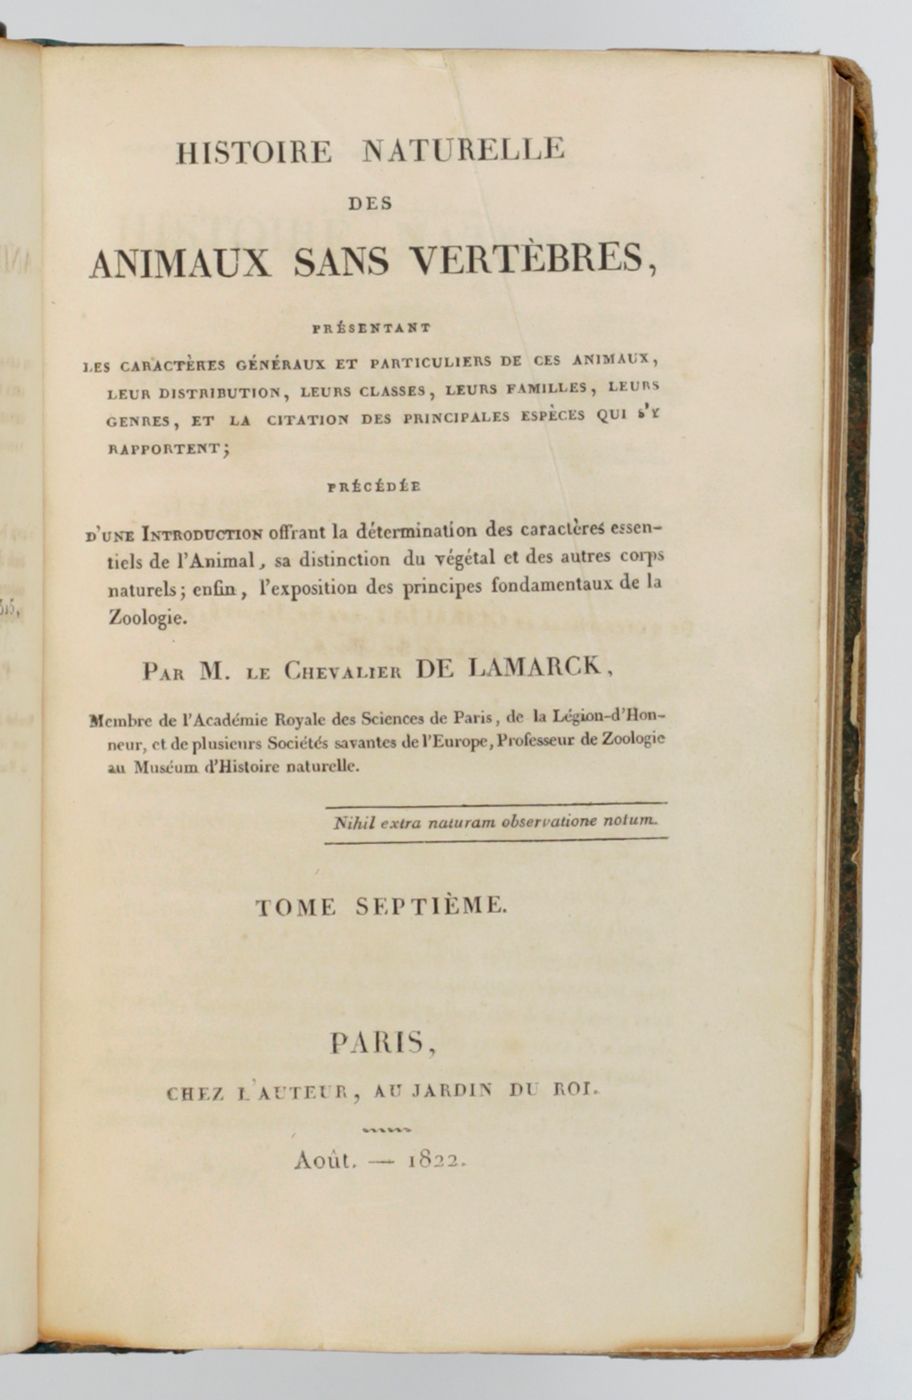 HISTOIRE NATURELLE
DES
ANIMAUX SANS VERTÈBRES,
PRÉSENTANT
LES CARACTÈRES GÉNÉRAUX ET PARTICULIERS DE CES ANIMAUX,
LEUR DISTRIBUTION, LEURS CLASSES, LEURS FAMILLES, LEURS
GENRES, ET LA CITATION DES PRINCIPALES ESPÈCES QUI S'Y
RAPPORTENT;
PRÉCÉDÉE
D'UNE INTRODUCTION offrant la détermination des caractères essen-
tiels de l'Animal, sa distinction du végétal et des autres corps
naturels; enfin, l'exposition des principes fondamentaux de la
Zoologie.
PAR M. LE CHEVALIER DE LAMARCK,
Membre de l'Académie Royale des Sciences de Paris, de la Légion-d'Hon-
neur, et de plusieurs Sociétés savantes de l'Europe, Professeur de Zoologie
au Muséum d'Histoire naturelle.
Nihil extra naturam observatione notum.
TOME SEPTIÈME.
PARIS,
CHEZ L'AUTEUR, AU JARDIN DU ROI.
Août. — 1822.